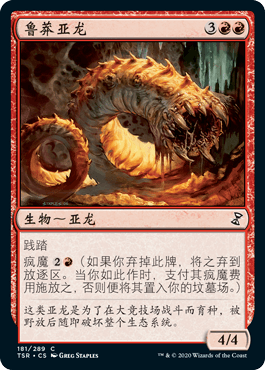 鲁莽亚龙 3
生物～亚龙
践踏
疯魔2（如果你弃掉此牌，将之弃到
放逐区。当你如此作时，支付其疯魔费
用施放之，否则便将其置入你的坟墓场。）
这类亚龙是为了在大竞技场战斗而育种，被
野放后随即破坏整个生态系统。
4/4
181/289 C
TSR • CS GREG STAPLES
™ & © 2020 Wizards of the Coast